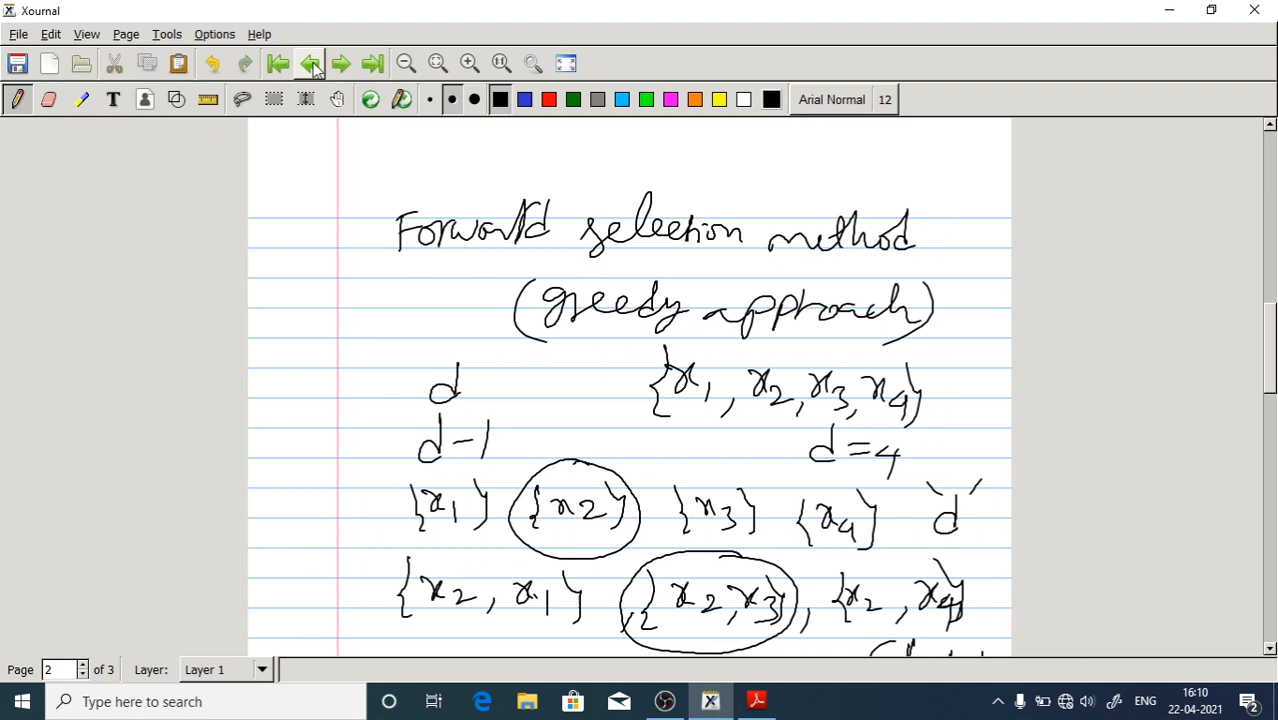 Xournal
File Edit View Page Tools Options Help
T Arial Normal 12
Forward selection method
(greedy approach)
d {x1, x2, x3, x4}
d-1 d=4
{x1} {x2} {x3} {x4} `d'
{x2, x1}, {x2, x3}, {x2, x4}
Page 2 of 3 Layer: Layer 1
Type here to search
ENG
16:10
22-04-2021
2